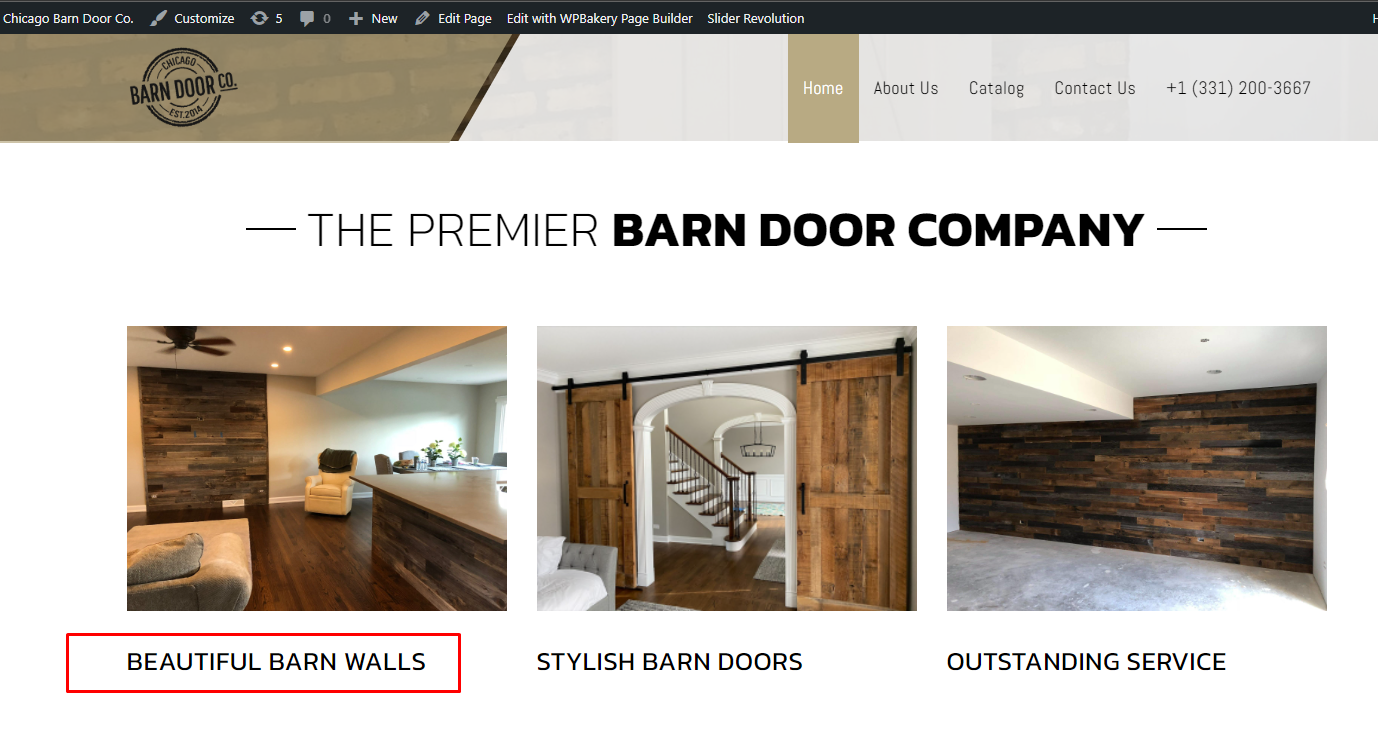 Chicago Barn Door Co. Customize 5 0 New Edit Page Edit with WPBakery Page Builder Slider Revolution H
CHICAGO
BARN DOOR CO.
EST. 2014
Home About Us Catalog Contact Us +1 (331) 200-3667
THE PREMIER BARN DOOR COMPANY
BEAUTIFUL BARN WALLS STYLISH BARN DOORS OUTSTANDING SERVICE